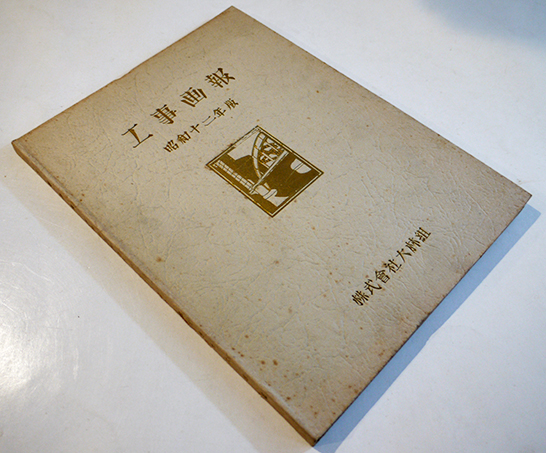 工事画報
昭和十二年版
株式會社大林組